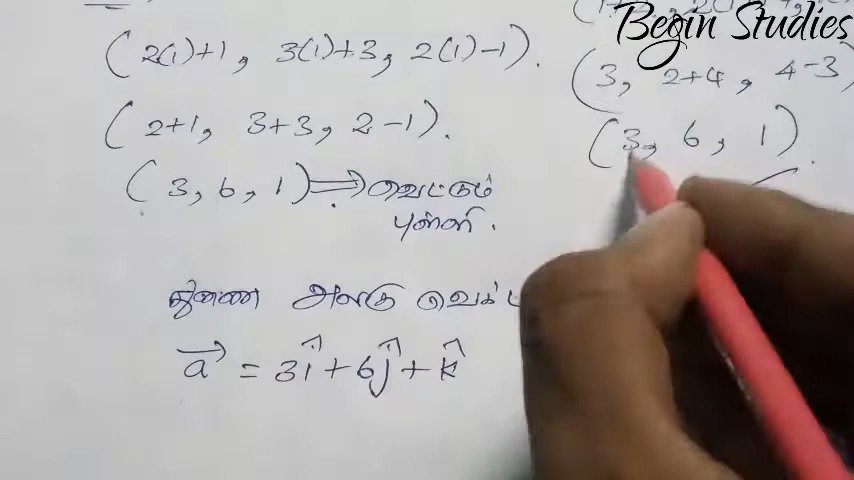 (2(1)+1, 3(1)+3, 2(1)-1).
(2+1, 3+3, 2-1).
(3, 6, 1) ⟹ வெட்டும்
புள்ளி.
அலகு
a⃗ = 3î + 6ĵ + k̂
Begin Studies
(3, 2+4, 4-3)
(3, 6, 1).